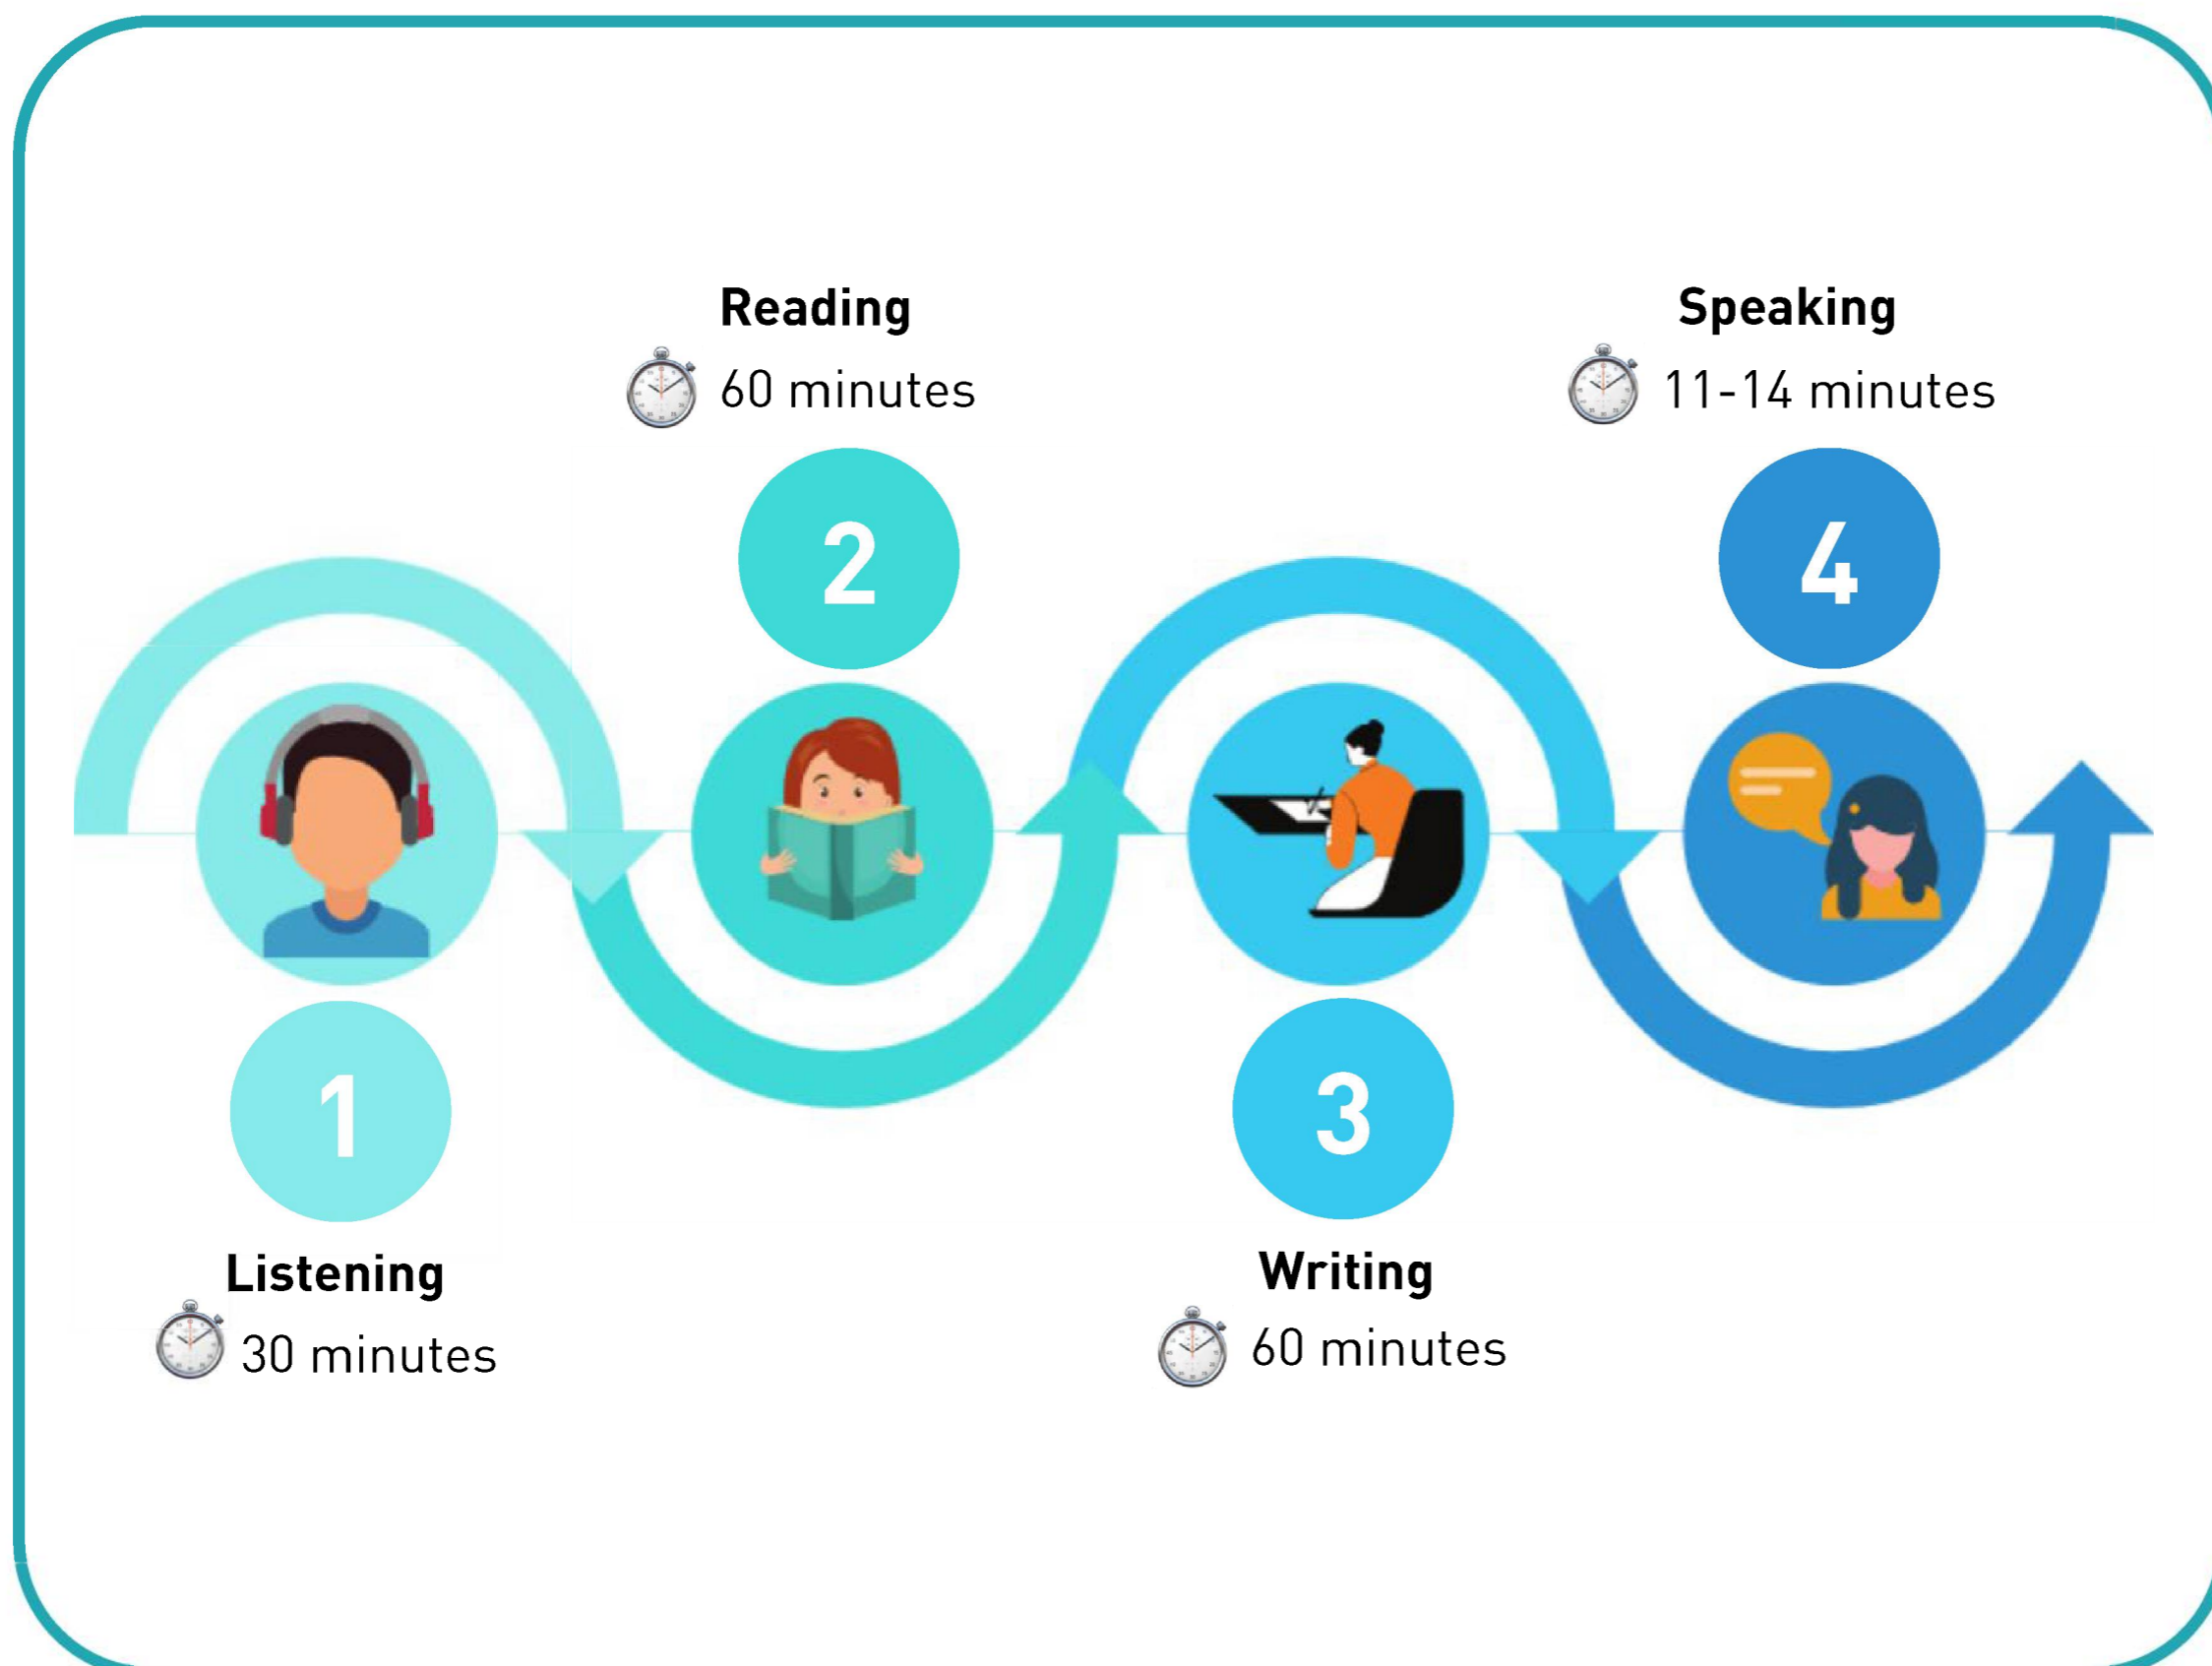 1
Listening
30 minutes
Reading
60 minutes
2
3
Writing
60 minutes
Speaking
11-14 minutes
4